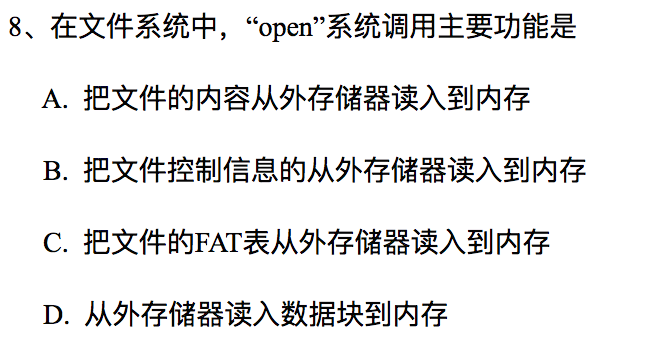 8、在文件系统中，“open”系统调用主要功能是
A. 把文件的内容从外存储器读入到内存
B. 把文件控制信息的从外存储器读入到内存
C. 把文件的FAT表从外存储器读入到内存
D. 从外存储器读入数据块到内存